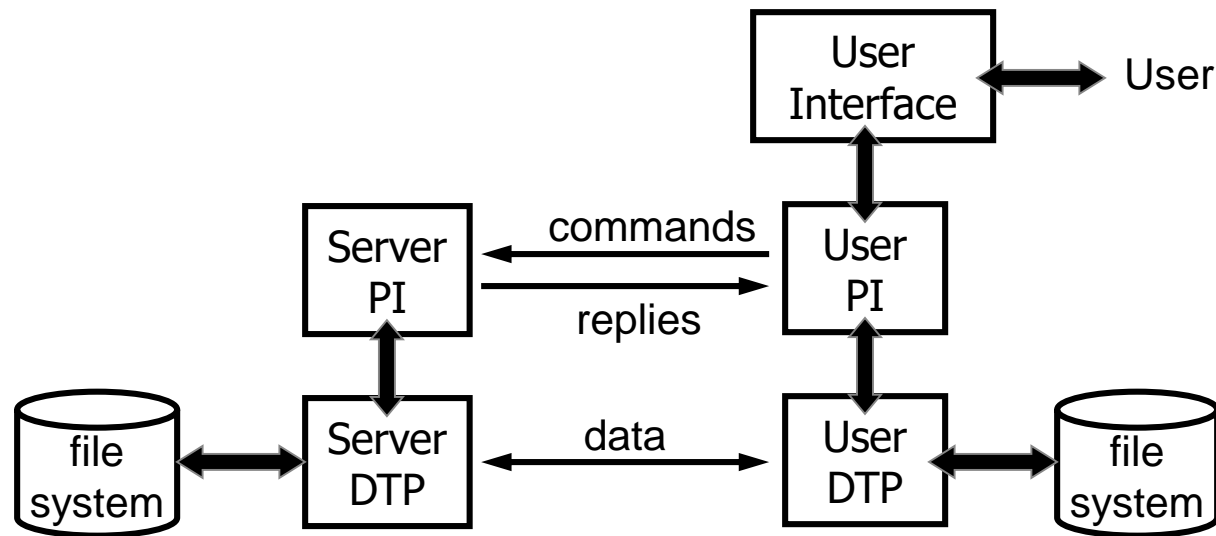 User
Interface
User
commands
Server
PI
User
PI
replies
file
system
Server
DTP
data
User
DTP
file
system